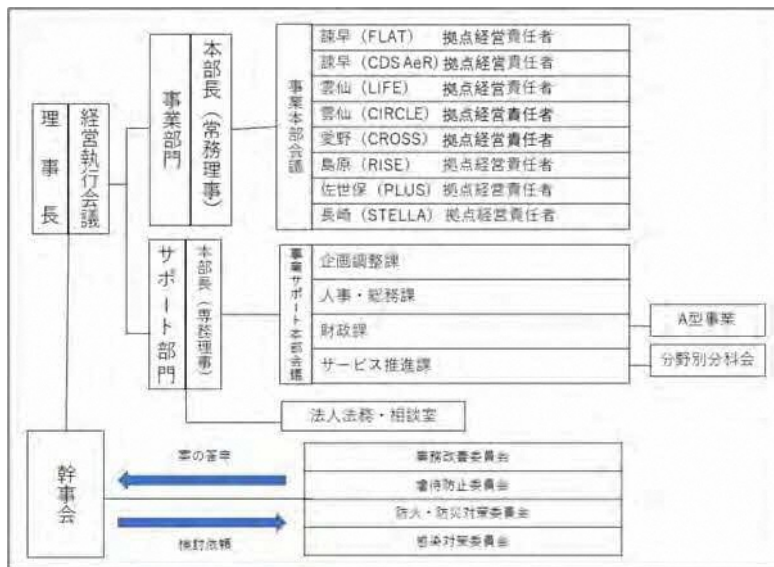 理事長
経営執行会議
事業部門
本部長（常務理事）
事業本部会議
諫早（FLAT） 拠点経営責任者
諫早（CDS AeR）拠点経営責任者
雲仙（LIFE） 拠点経営責任者
雲仙（CIRCLE）拠点経営責任者
愛野（CROSS） 拠点経営責任者
島原（RISE） 拠点経営責任者
佐世保（PLUS）拠点経営責任者
長崎（STELLA）拠点経営責任者
サポート部門
本部長（専務理事）
事業サポート本部会議
企画調整課
人事・総務課
財政課
サービス推進課
A型事業
分野別分科会
法人法務・相談室
幹事会
案の答申
検討依頼
業務改善委員会
虐待防止委員会
防火・防災対策委員会
感染対策委員会